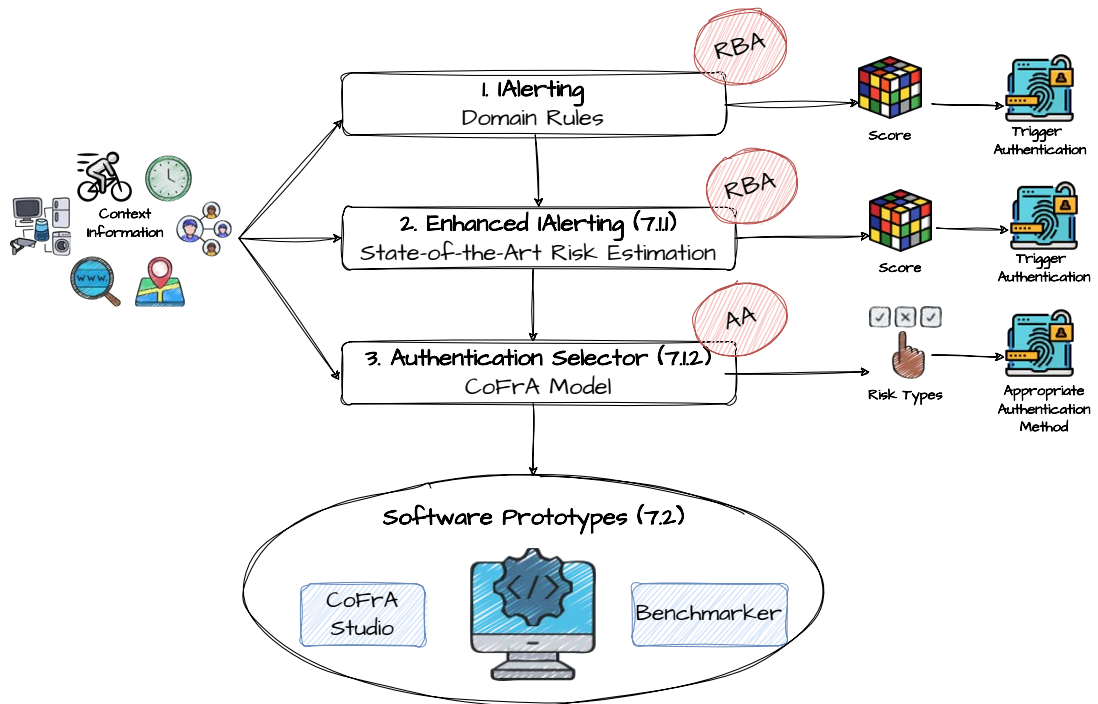 RBA
1. IAlerting
Domain Rules
Score
Trigger
Authentication
Context
Information
WWW.
RBA
2. Enhanced IAlerting (7.1.1)
State-of-the-Art Risk Estimation
Score
Trigger
Authentication
AA
3. Authentication Selector (7.1.2)
CoFrA Model
Risk Types
Appropriate
Authentication
Method
Software Prototypes (7.2)
</>
CoFrA
Studio
Benchmarker